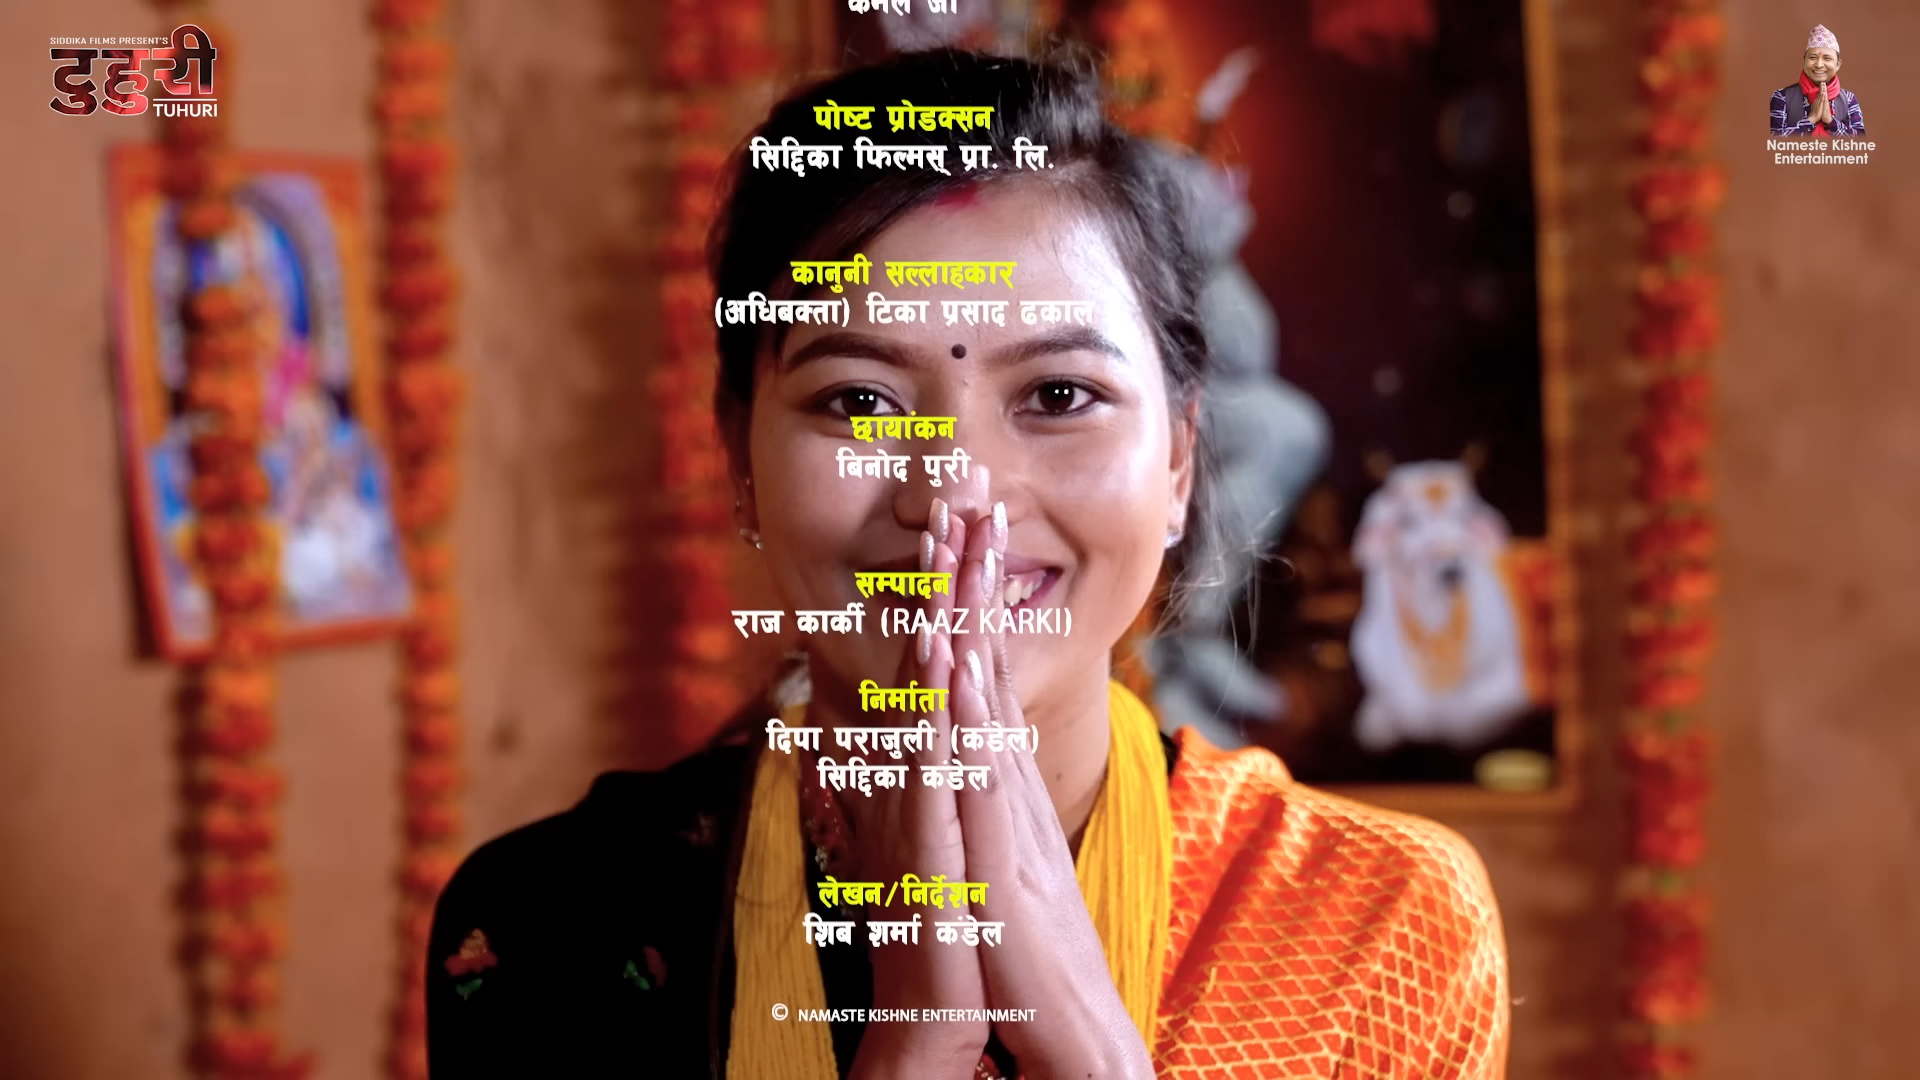 कमल जी
SIDDIKA FILMS PRESENT'S
टुहुरी
TUHURI
Nameste Kishne
Entertainment
पोष्ट प्रोडक्सन
सिद्दिका फिल्मस् प्रा. लि.
कानुनी सल्लाहकार
(अधिबक्ता) टिका प्रसाद ढकाल
छायांकन
बिनोद पुरी
सम्पादन
राज कार्की (RAAZ KARKI)
निर्माता
दिपा पराजुली (कंडेल)
सिद्दिका कंडेल
लेखन/निर्देशन
शिब शर्मा कंडेल
© NAMASTE KISHNE ENTERTAINMENT